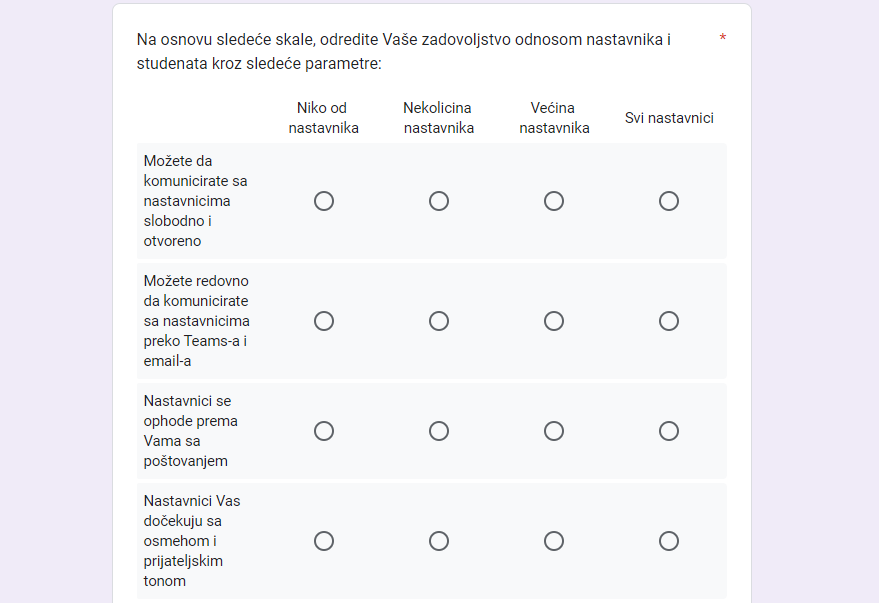 Na osnovu sledeće skale, odredite Vaše zadovoljstvo odnosom nastavnika i *
studenata kroz sledeće parametre:
Niko od
nastavnika
Nekolicina
nastavnika
Većina
nastavnika
Svi nastavnici
Možete da
komunicirate sa
nastavnicima
slobodno i
otvoreno
Možete redovno
da komunicirate
sa nastavnicima
preko Teams-a i
email-a
Nastavnici se
ophode prema
Vama sa
poštovanjem
Nastavnici Vas
dočekuju sa
osmehom i
prijateljskim
tonom